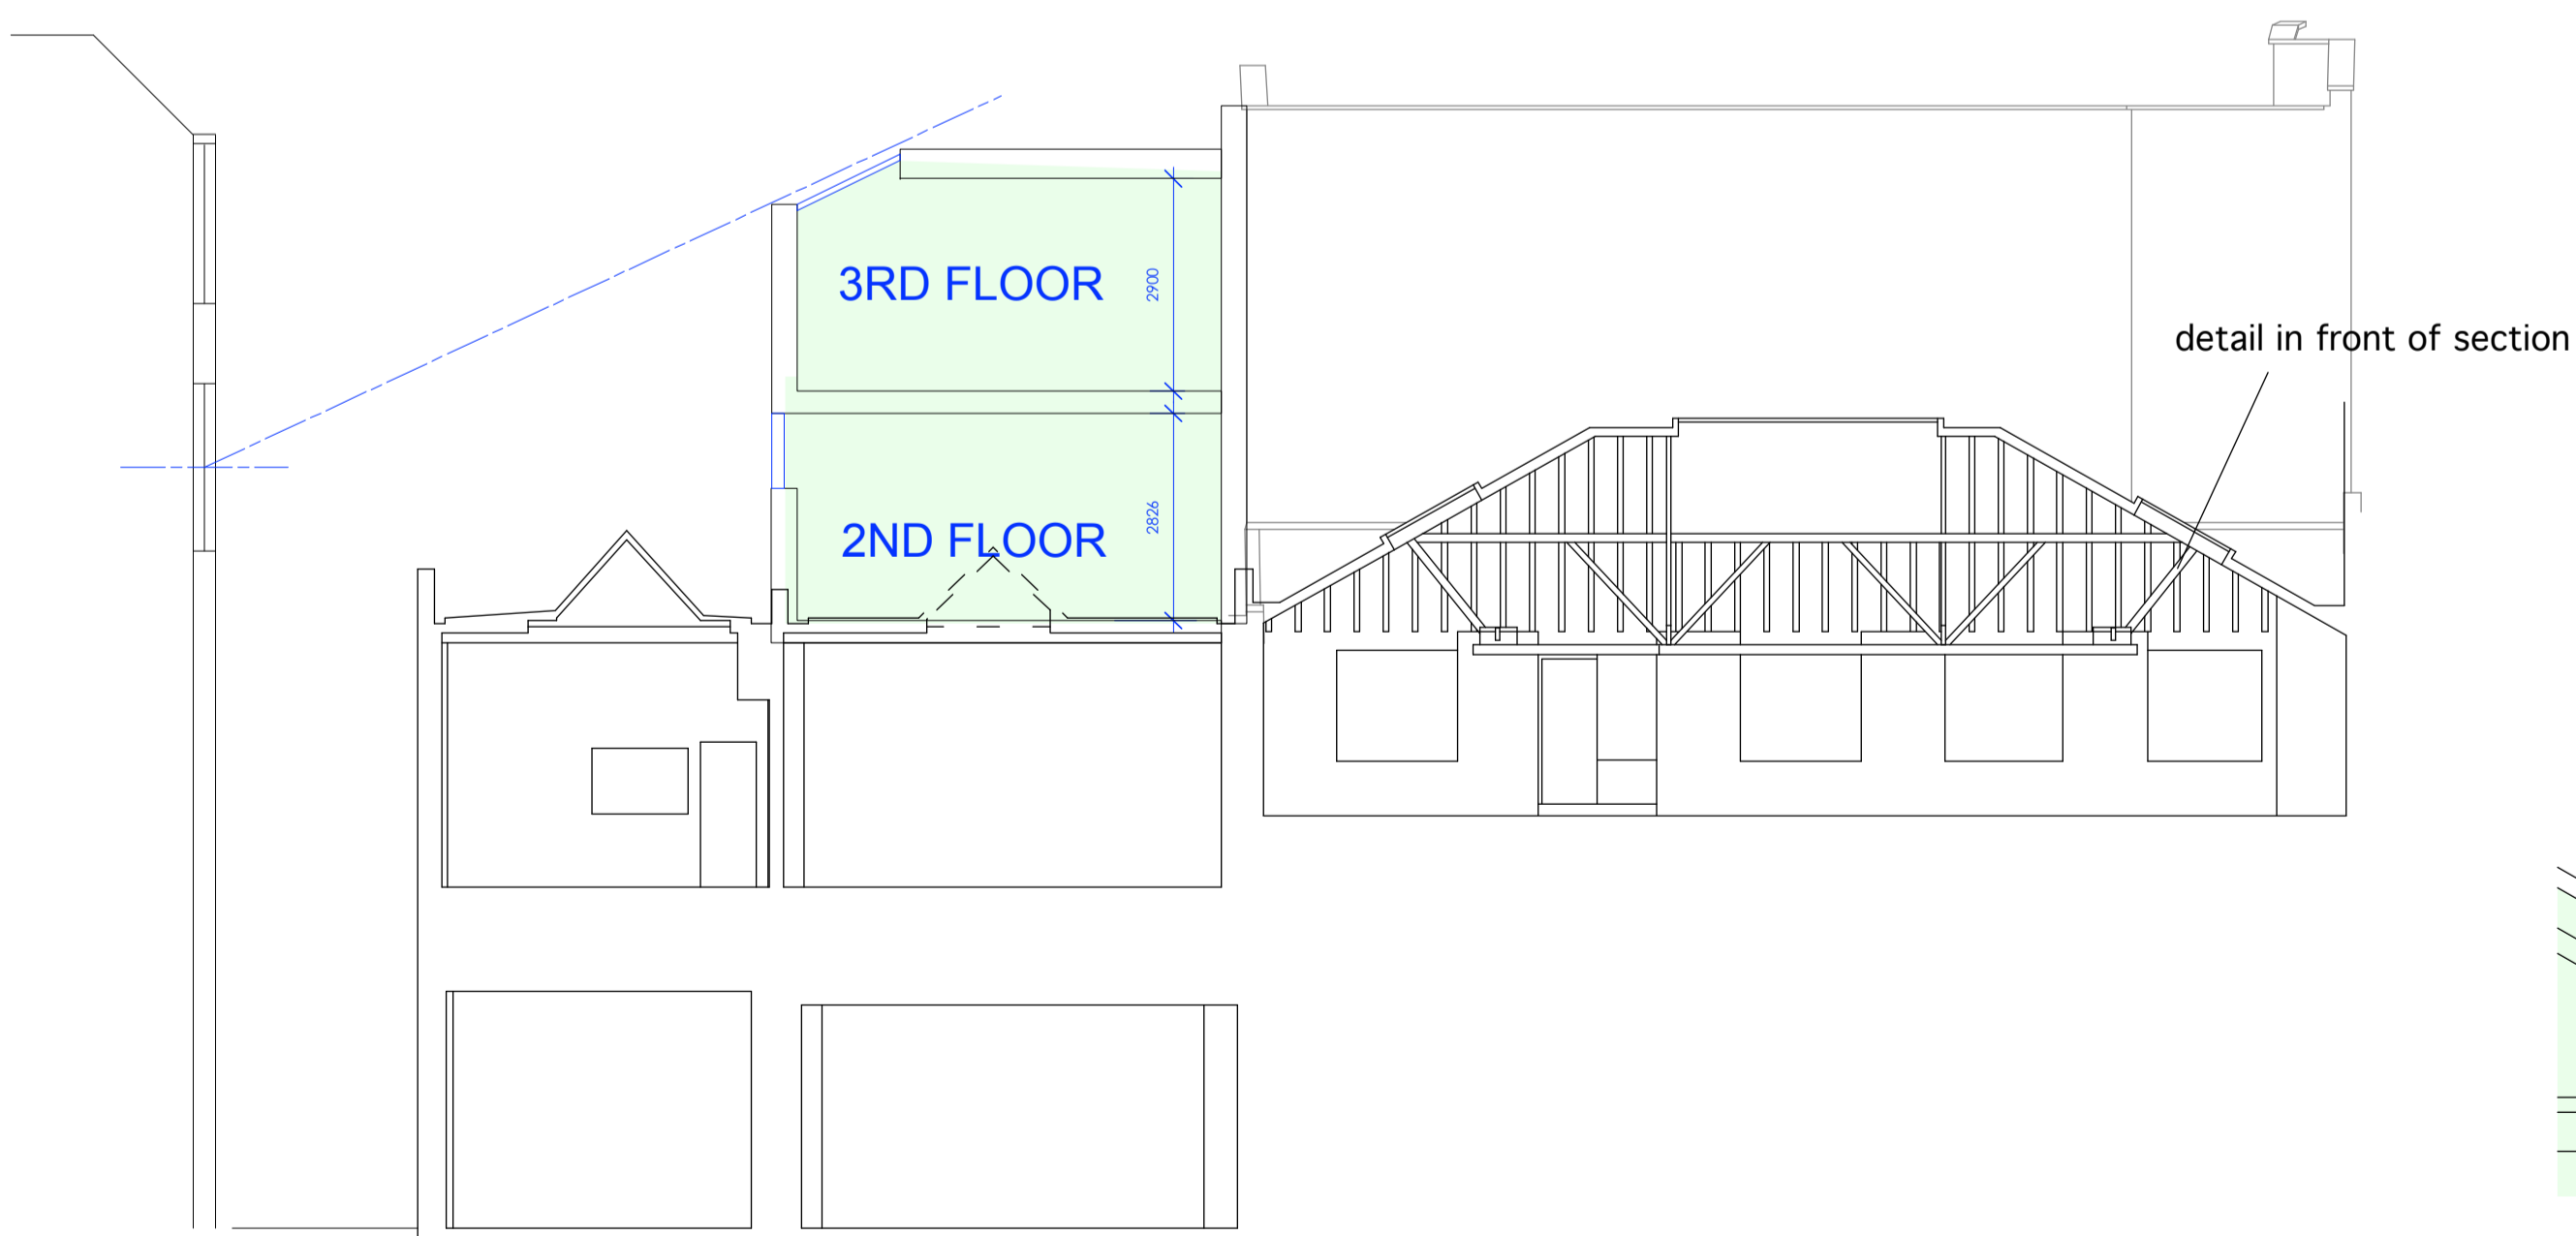 3RD FLOOR
2900
detail in front of section
2ND FLOOR
2826